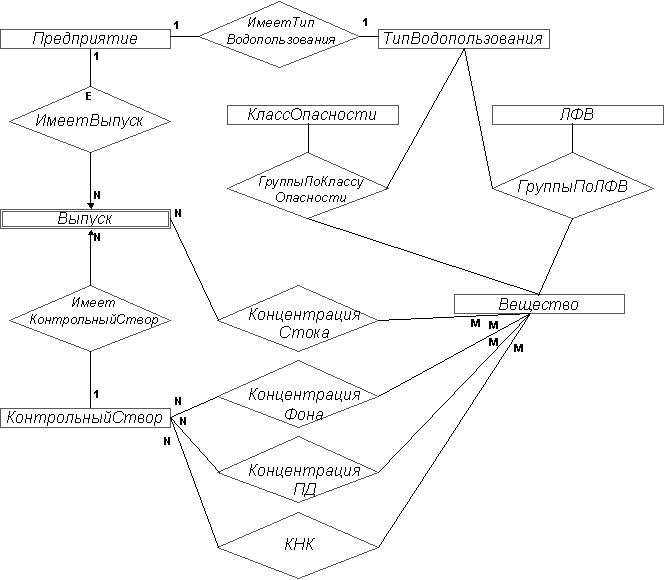 1
ИмеетТип
Водопользования
1
Предприятие
ТипВодопользования
1
E
ИмеетВыпуск
КлассОпасности
ЛФВ
ГруппыПоКлассу
Опасности
ГруппыПоЛФВ
N
Выпуск
N
N
Имеет
КонтрольныйСтвор
Концентрация
Стока
Вещество
M
M
M
M
1
N
КонтрольныйСтвор
N
N
Концентрация
Фона
Концентрация
ПД
КНК